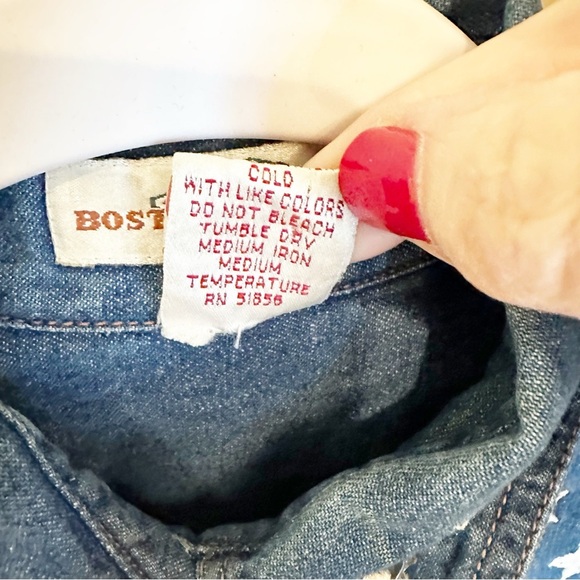 BOST
COLD
WITH LIKE COLORS
DO NOT BLEACH
TUMBLE DRY
MEDIUM IRON
MEDIUM
TEMPERATURE
RN 51856